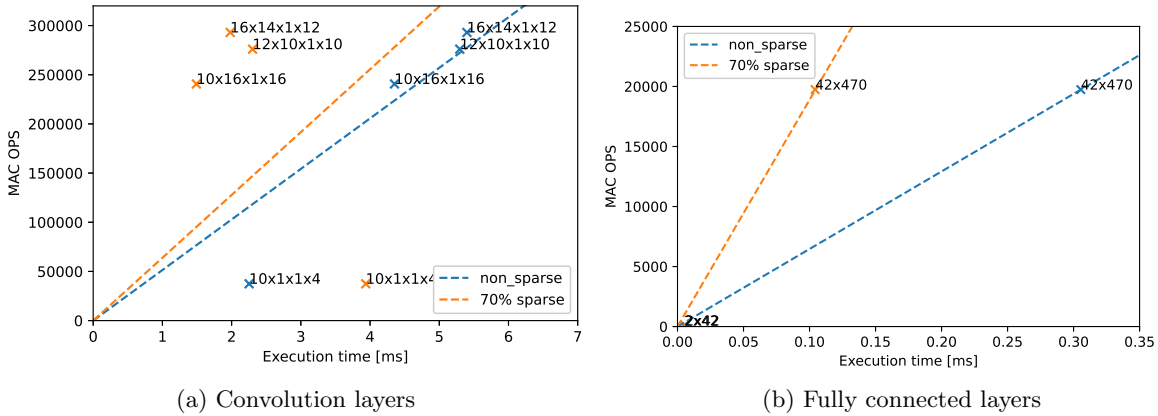 MAC OPS
300000
250000
200000
150000
100000
50000
0
16x14x1x12
12x10x1x10
10x16x1x16
10x1x1x4
16x14x1x12
12x10x1x10
10x16x1x16
10x1x1x4
non_sparse
70% sparse
0 1 2 3 4 5 6 7
Execution time [ms]
(a) Convolution layers
MAC OPS
25000
20000
15000
10000
5000
0
non_sparse
70% sparse
42x470
42x470
2x42
0.00 0.05 0.10 0.15 0.20 0.25 0.30 0.35
Execution time [ms]
(b) Fully connected layers